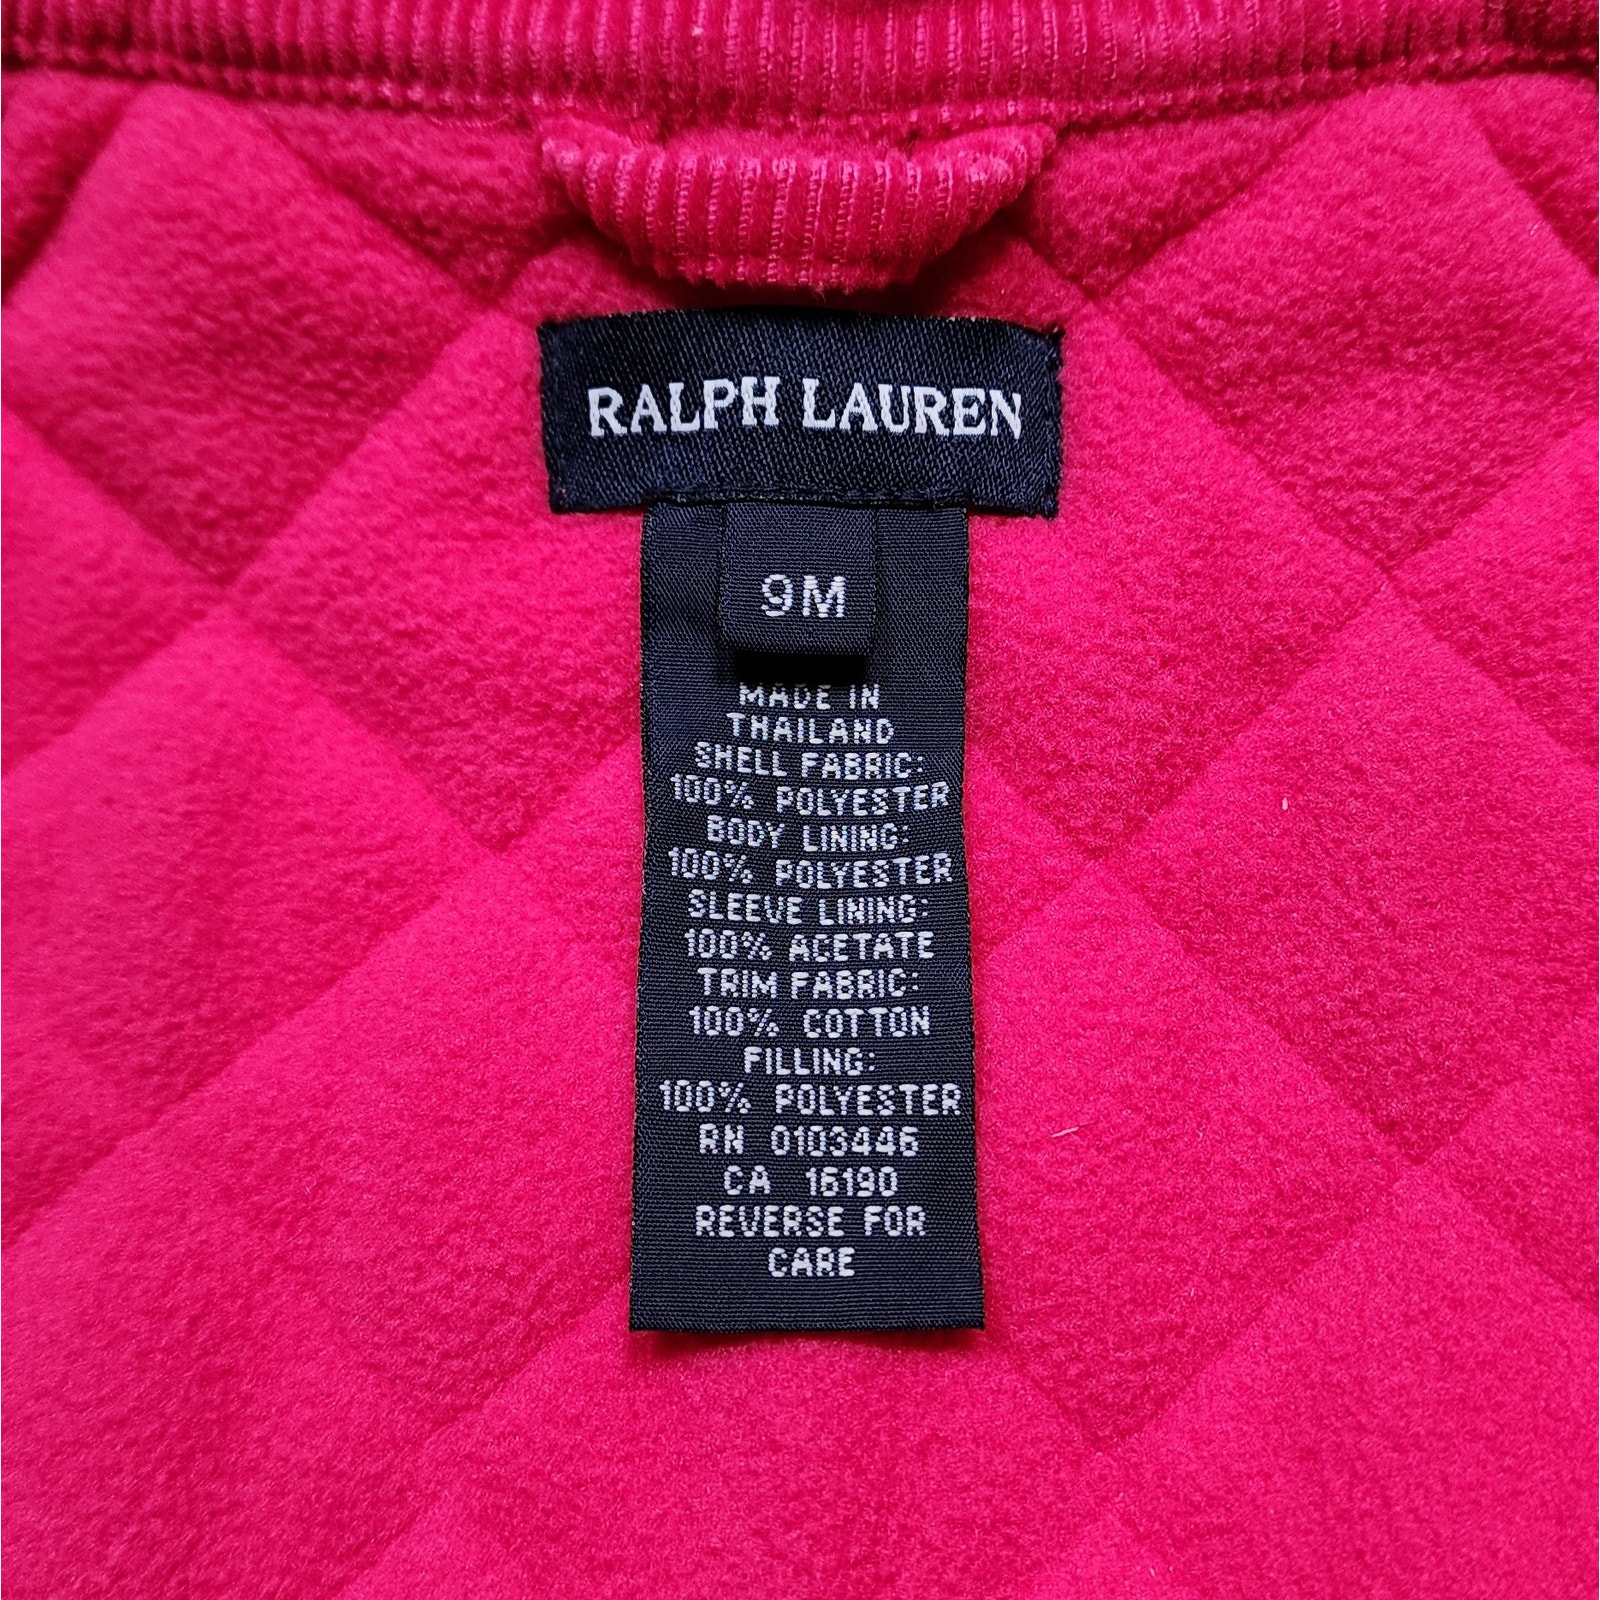 RALPH LAUREN
9M
MADE IN
THAILAND
SHELL FABRIC:
100% POLYESTER
BODY LINING:
100% POLYESTER
SLEEVE LINING:
100% ACETATE
TRIM FABRIC:
100% COTTON
FILLING:
100% POLYESTER
RN 0103446
CA 16190
REVERSE FOR
CARE